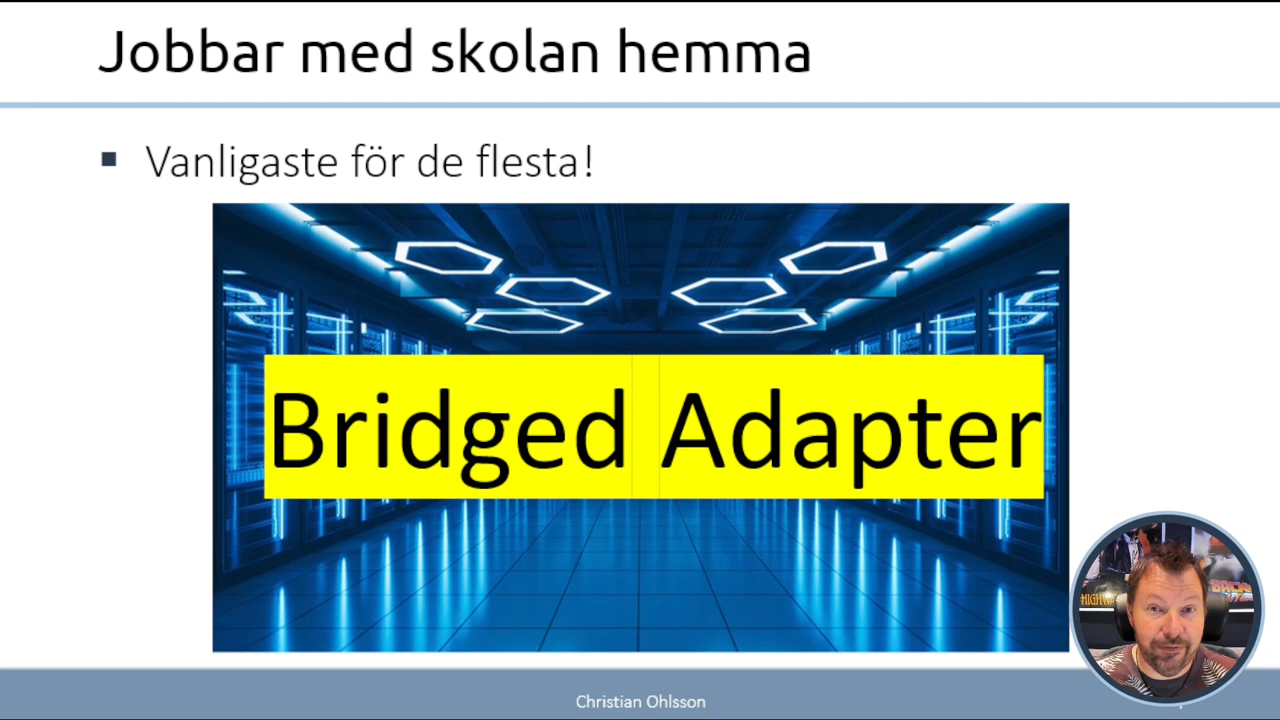 Jobbar med skolan hemma
Vanligaste för de flesta!
Bridged Adapter
Christian Ohlsson